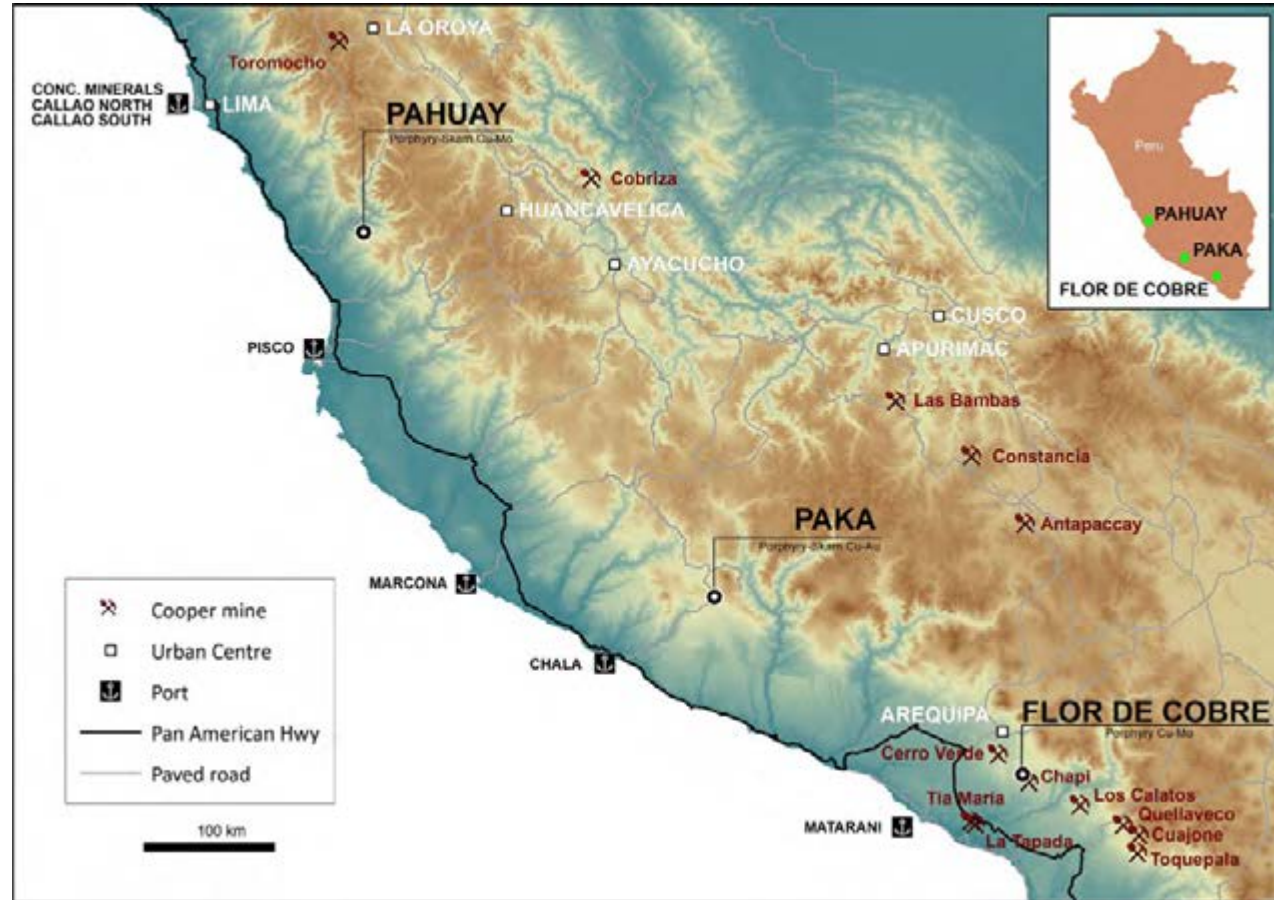 LA OROYA
Toromocho
CONC. MINERALS
CALLAO NORTH
CALLAO SOUTH
LIMA
PAHUAY
Porphyry-Skarn Cu-Mo
Cobriza
HUANCAVELICA
AYACUCHO
Peru
PAHUAY
PAKA
FLOR DE COBRE
CUSCO
APURIMAC
PISCO
Las Bambas
Constancia
Antapaccay
PAKA
Porphyry-Skarn Cu-Au
MARCONA
CHALA
Cooper mine
Urban Centre
Port
Pan American Hwy
Paved road
100 km
AREQUIPA
FLOR DE COBRE
Porphyry Cu-Mo
Cerro Verde
Chapi
Tia Maria
Los Calatos
Quellaveco
Cuajone
Toquepala
MATARANI
La Tapada